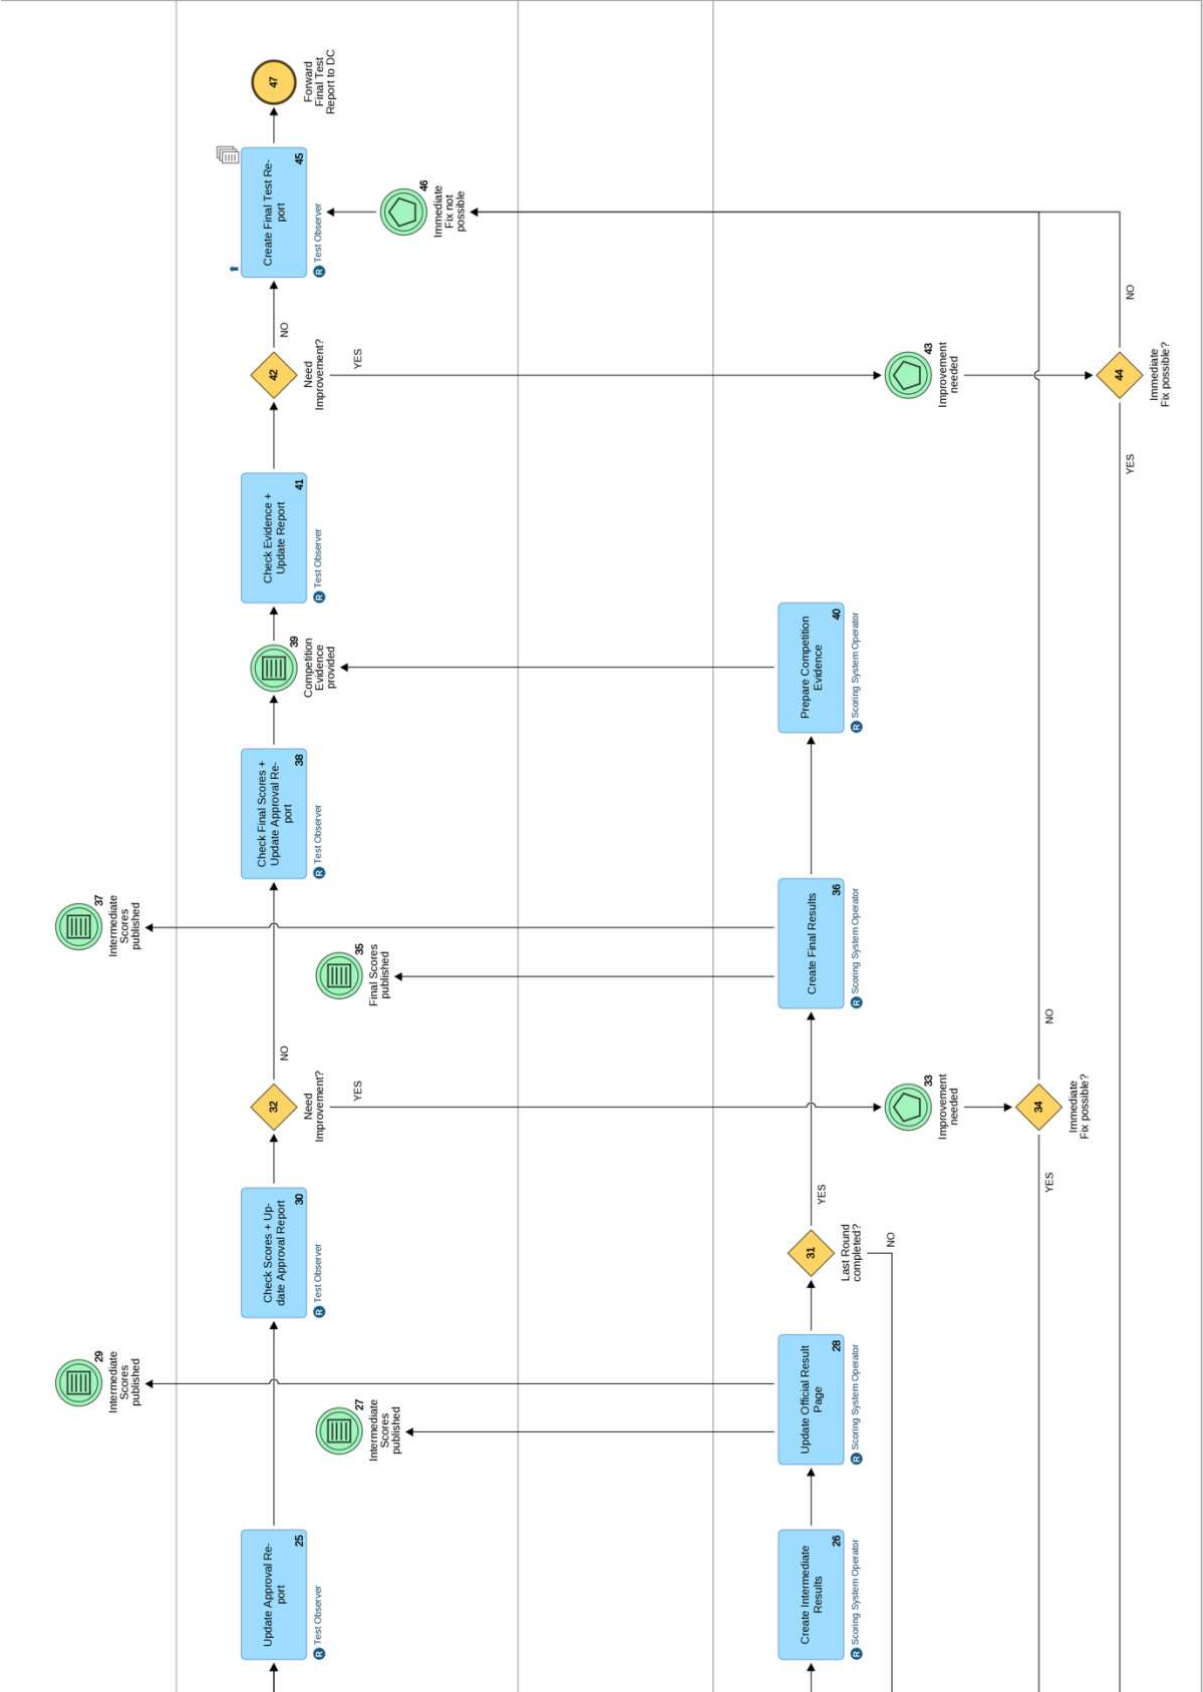 29
Intermediate
Scores
published
37
Intermediate
Scores
published
Update Approval Re-
port
25
R Test Observer
Check Scores + Up-
date Approval Report
30
R Test Observer
32
Need
Improvement?
NO
YES
Check Final Scores +
Update Approval Re-
port
38
R Test Observer
39
Competition
Evidence
provided
Check Evidence +
Update Report
41
R Test Observer
42
Need
Improvement?
NO
YES
Create Final Test Re-
port
45
R Test Observer
47
Forward
Final Test
Report to DC
27
Intermediate
Scores
published
35
Final Scores
published
46
Immediate
Fix not
possible
Create Intermediate
Results
26
R Scoring System Operator
Update Official Result
Page
28
R Scoring System Operator
31
Last Round
completed?
YES
NO
Create Final Results
36
R Scoring System Operator
Prepare Competition
Evidence
40
R Scoring System Operator
33
Improvement
needed
43
Improvement
needed
34
Immediate
Fix possible?
YES
NO
44
Immediate
Fix possible?
YES
NO